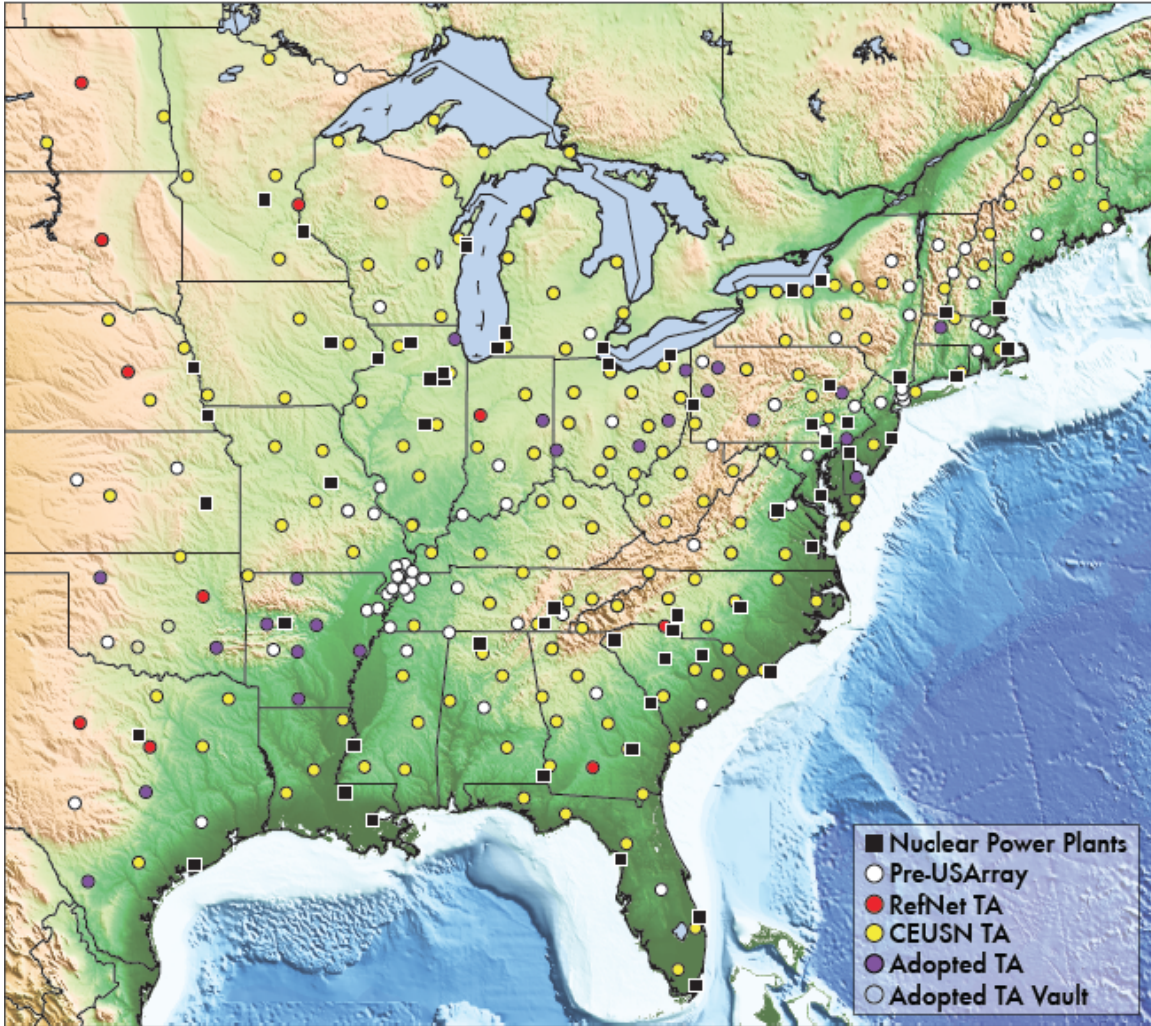 Nuclear Power Plants
Pre-USArray
RefNet TA
CEUSN TA
Adopted TA
Adopted TA Vault